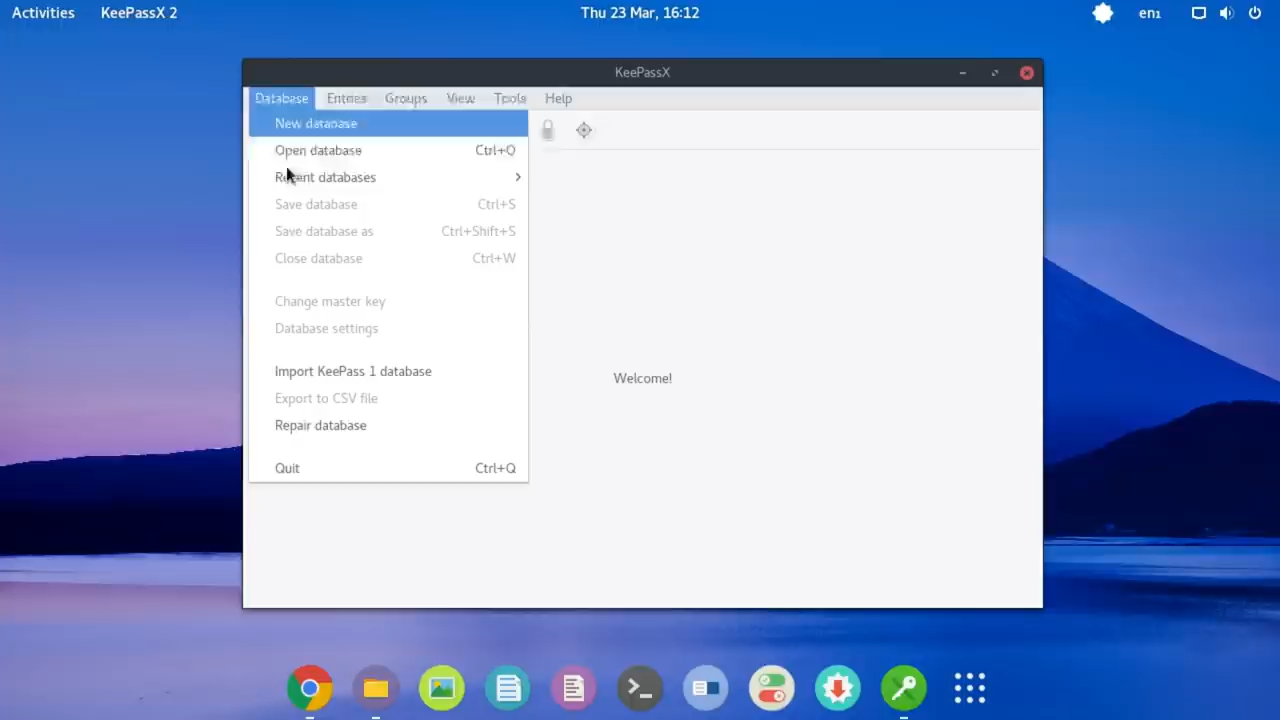 Activities KeePassX 2 Thu 23 Mar, 16:12 en₁
KeePassX
Database Entries Groups View Tools Help
New database
Open database Ctrl+O
Recent databases
Save database Ctrl+S
Save database as Ctrl+Shift+S
Close database Ctrl+W
Change master key
Database settings
Import KeePass 1 database
Welcome!
Export to CSV file
Repair database
Quit Ctrl+Q